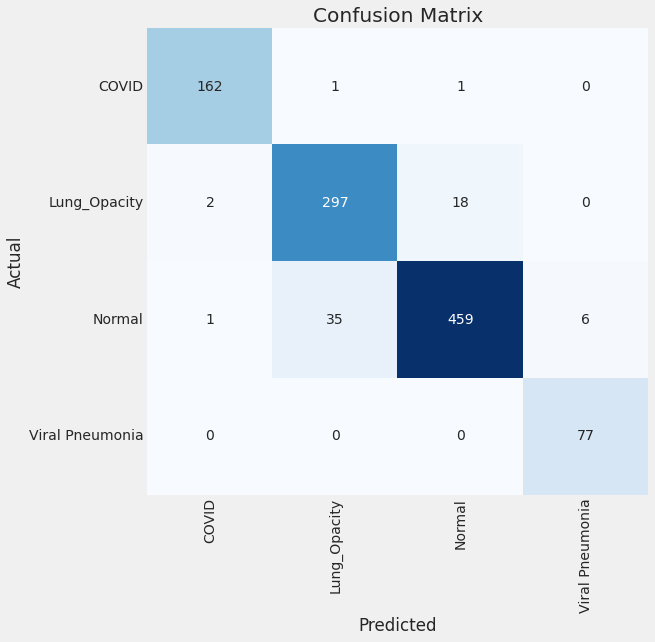 Confusion Matrix
COVID 162 1 1 0
Lung_Opacity 2 297 18 0
Normal 1 35 459 6
Viral Pneumonia 0 0 0 77
Actual
COVID
Lung_Opacity
Normal
Viral Pneumonia
Predicted